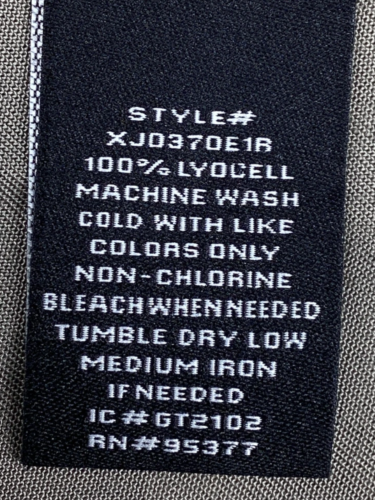 STYLE#
XJ0370E1R
100% LYOCELL
MACHINE WASH
COLD WITH LIKE
COLORS ONLY
NON-CHLORINE
BLEACH WHEN NEEDED
TUMBLE DRY LOW
MEDIUM IRON
IF NEEDED
IC # GT2102
RN#95377